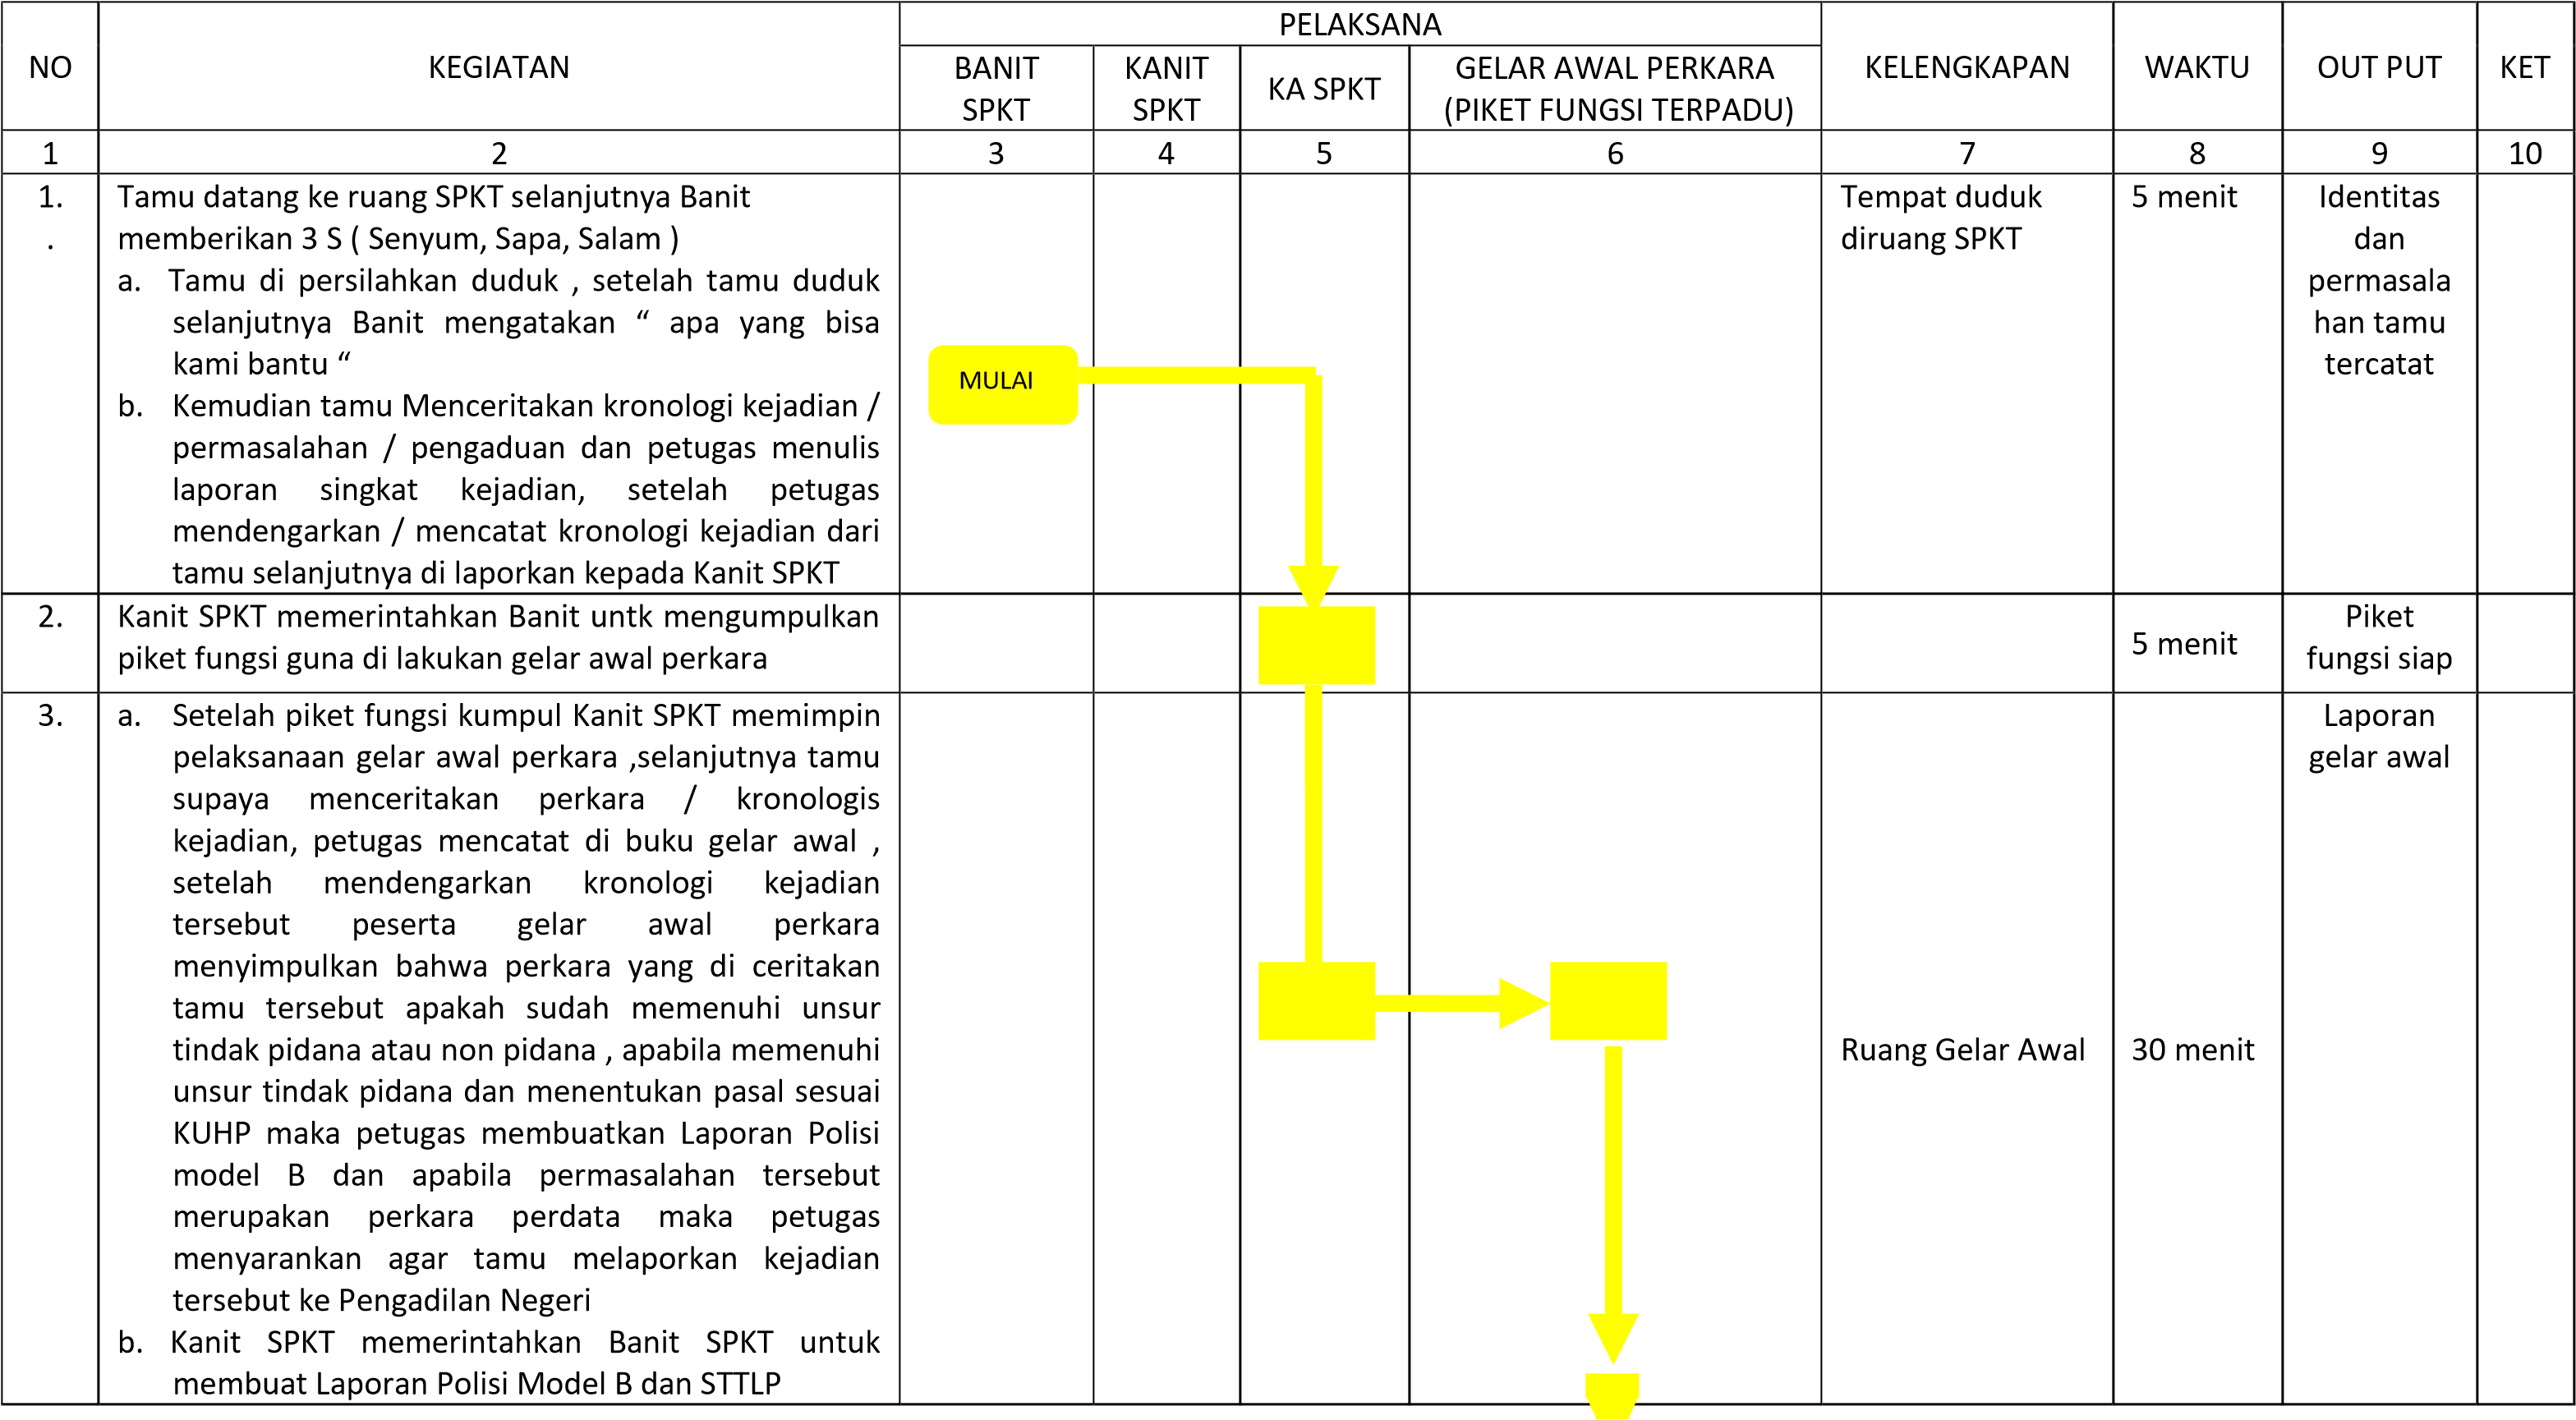 NO
KEGIATAN
PELAKSANA
BANIT
SPKT
KANIT
SPKT
KA SPKT
GELAR AWAL PERKARA
(PIKET FUNGSI TERPADU)
KELENGKAPAN
WAKTU
OUT PUT
KET
1 2 3 4 5 6 7 8 9 10
1.
.
Tamu datang ke ruang SPKT selanjutnya Banit
memberikan 3 S ( Senyum, Sapa, Salam )
a. Tamu di persilahkan duduk , setelah tamu duduk
selanjutnya Banit mengatakan “ apa yang bisa
kami bantu “
b. Kemudian tamu Menceritakan kronologi kejadian /
permasalahan / pengaduan dan petugas menulis
laporan singkat kejadian, setelah petugas
mendengarkan / mencatat kronologi kejadian dari
tamu selanjutnya di laporkan kepada Kanit SPKT
MULAI
Tempat duduk
diruang SPKT
5 menit
Identitas
dan
permasala
han tamu
tercatat
2.
Kanit SPKT memerintahkan Banit untk mengumpulkan
piket fungsi guna di lakukan gelar awal perkara
5 menit
Piket
fungsi siap
3.
a. Setelah piket fungsi kumpul Kanit SPKT memimpin
pelaksanaan gelar awal perkara ,selanjutnya tamu
supaya menceritakan perkara / kronologis
kejadian, petugas mencatat di buku gelar awal ,
setelah mendengarkan kronologi kejadian
tersebut peserta gelar awal perkara
menyimpulkan bahwa perkara yang di ceritakan
tamu tersebut apakah sudah memenuhi unsur
tindak pidana atau non pidana , apabila memenuhi
unsur tindak pidana dan menentukan pasal sesuai
KUHP maka petugas membuatkan Laporan Polisi
model B dan apabila permasalahan tersebut
merupakan perkara perdata maka petugas
menyarankan agar tamu melaporkan kejadian
tersebut ke Pengadilan Negeri
b. Kanit SPKT memerintahkan Banit SPKT untuk
membuat Laporan Polisi Model B dan STTLP
Ruang Gelar Awal
30 menit
Laporan
gelar awal